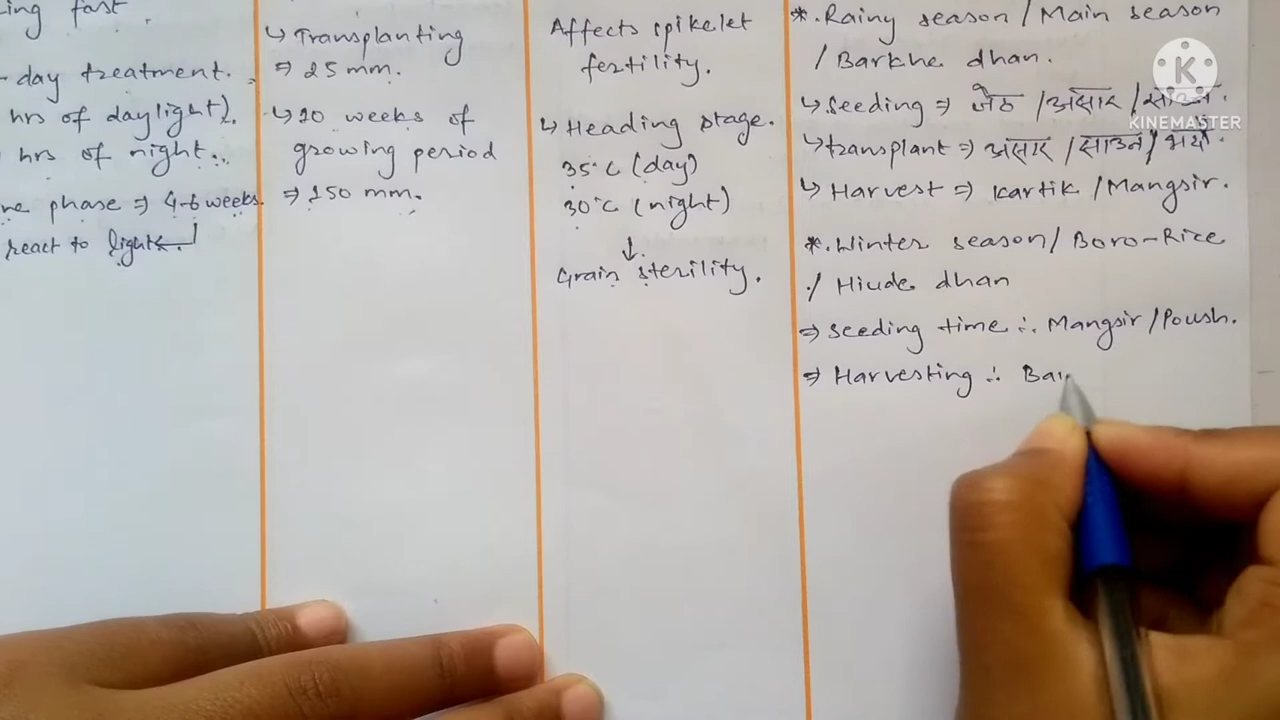 ing fast
day treatment.
hrs of daylight).
hrs of night.
phase ⇒ 4-6 weeks.
react to light
↳ Transplanting
⇒ 25 mm.
↳ 20 weeks of
growing period
⇒ 150 mm.
Affects spikelet
fertility.
↳ Heading stage.
35°C (day)
30°C (night)
↓
Grain sterility.
*. Rainy season / Main season
/ Barkhe dhan.
↳ Seeding ⇒ जेठ / असार / साउन.
↳ transplant ⇒ असार / साउन / भदौ.
↳ Harvest ⇒ Kartik / Mangsir.
*. Winter season / Boro-Rice
/ Hiude dhan
⇒ Seeding time ∴ Mangsir / Poush.
⇒ Harvesting ∴ Bai
K
KINEMASTER